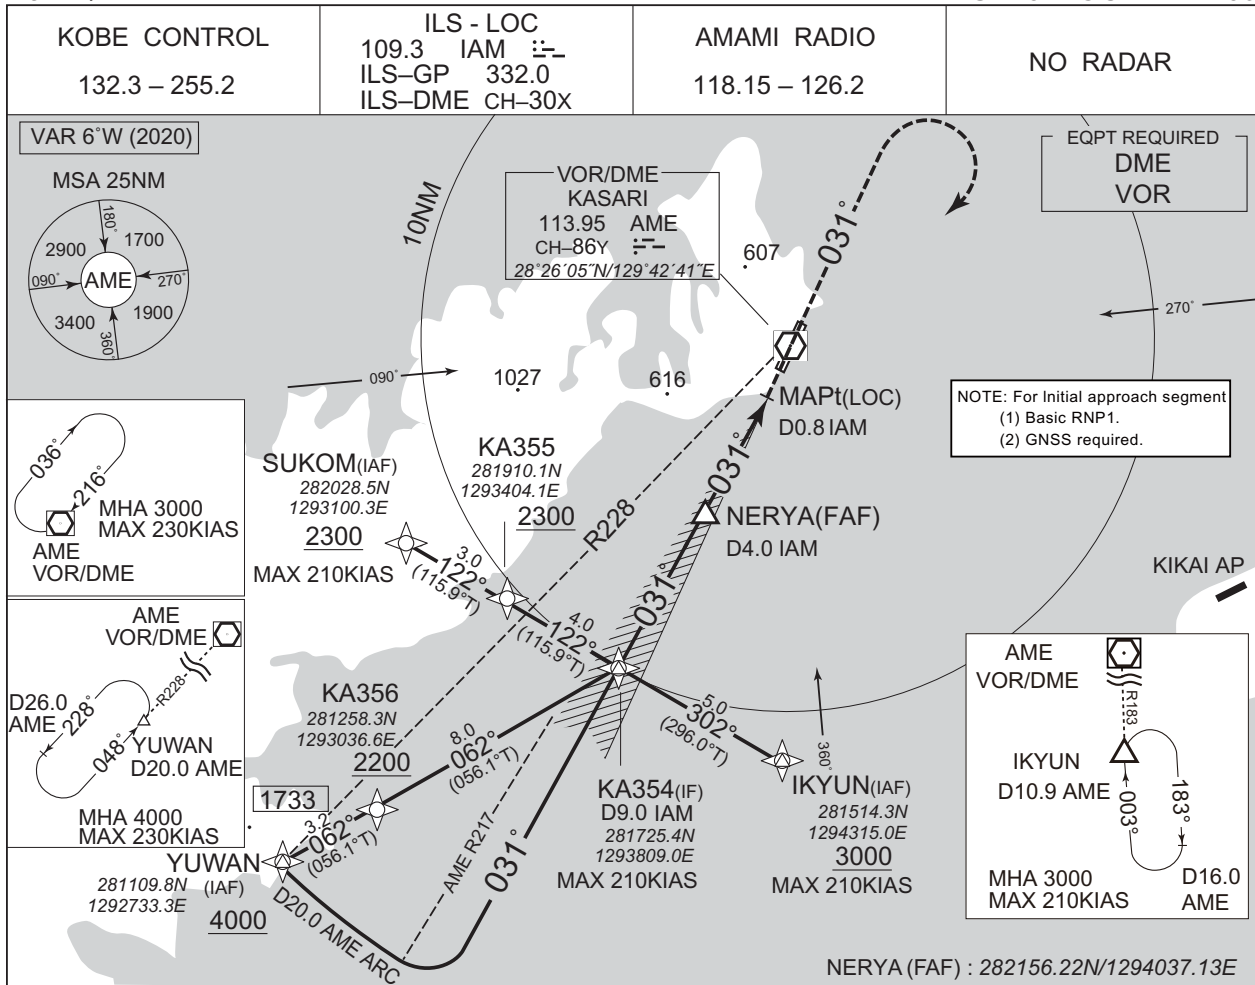 KOBE CONTROL
132.3 – 255.2
ILS - LOC
109.3 IAM
ILS–GP 332.0
ILS–DME CH–30X
AMAMI RADIO
118.15 – 126.2
NO RADAR
VAR 6°W (2020)
MSA 25NM
180°
2900
1700
090°
AME
270°
3400
1900
360°
10NM
VOR/DME
KASARI
113.95 AME
CH–86Y
28°26′05″N/129°42′41″E
607
031°
EQPT REQUIRED
DME
VOR
270°
090°
1027
616
MAPt(LOC)
D0.8 IAM
NOTE: For Initial approach segment
(1) Basic RNP1.
(2) GNSS required.
036°
216°
MHA 3000
MAX 230KIAS
AME
VOR/DME
SUKOM(IAF)
282028.5N
1293100.3E
2300
MAX 210KIAS
KA355
281910.1N
1293404.1E
2300
R228
031°
NERYA(FAF)
D4.0 IAM
3.0
122°
(115.9°T)
4.0
122°
(115.9°T)
031°
KIKAI AP
AME
VOR/DME
R228
D26.0
AME
228°
048°
YUWAN
D20.0 AME
MHA 4000
MAX 230KIAS
KA356
281258.3N
1293036.6E
2200
8.0
062°
(056.1°T)
5.0
302°
(296.0°T)
360°
1733
3.2
062°
(056.1°T)
KA354(IF)
D9.0 IAM
281725.4N
1293809.0E
MAX 210KIAS
IKYUN(IAF)
281514.3N
1294315.0E
3000
MAX 210KIAS
AME
VOR/DME
R183
IKYUN
D10.9 AME
003°
183°
MHA 3000
MAX 210KIAS
D16.0
AME
YUWAN
(IAF)
281109.8N
1292733.3E
4000
D20.0 AME ARC
AME R217
031°
NERYA (FAF) : 282156.22N/1294037.13E